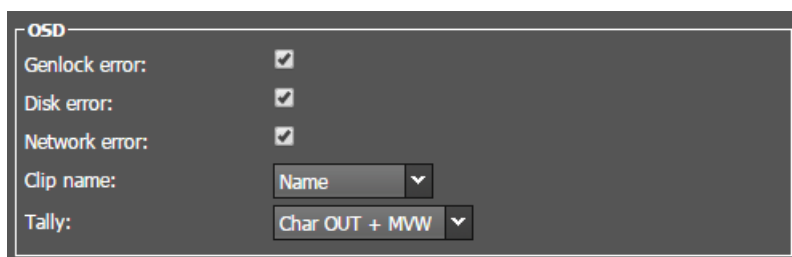 OSD
Genlock error:
Disk error:
Network error:
Clip name: Name
Tally: Char OUT + MVW